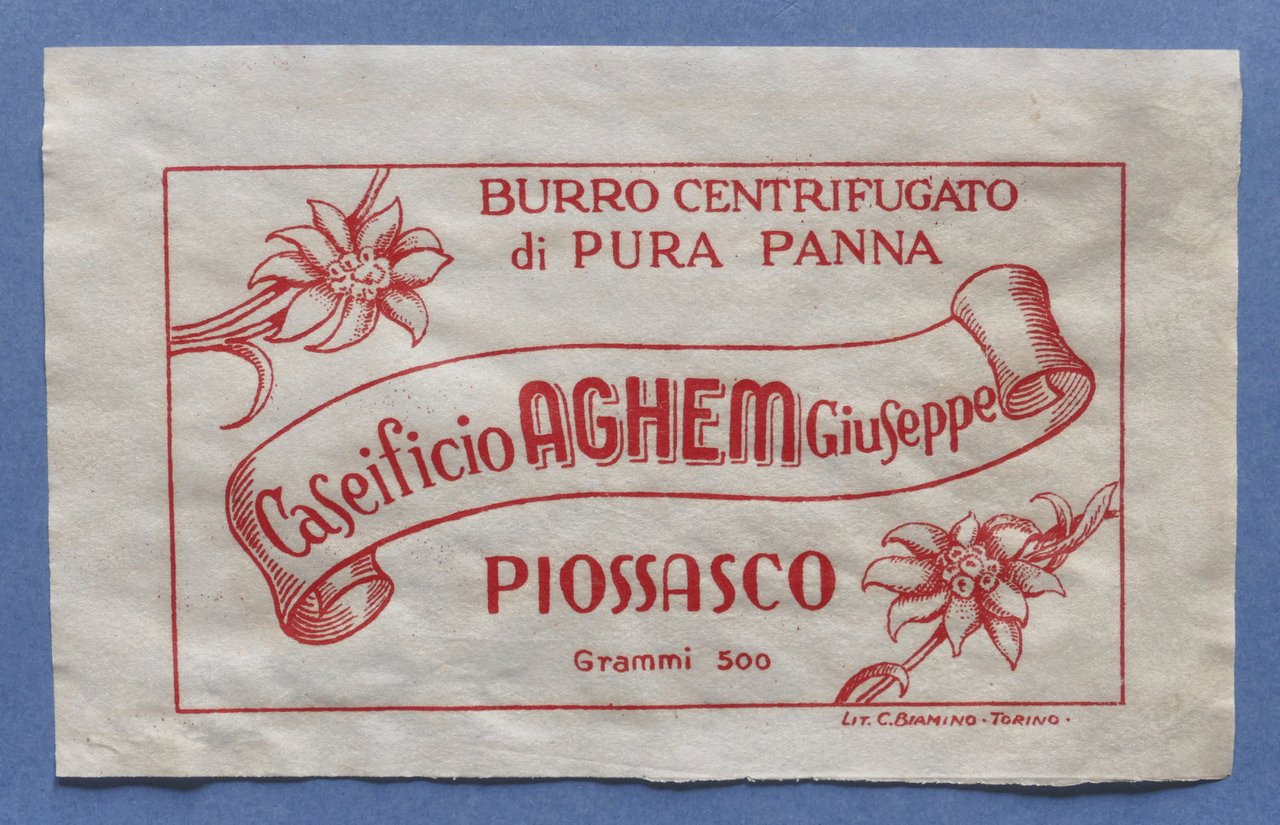 BURRO CENTRIFUGATO
di PURA PANNA
Caseificio AGHEM Giuseppe
PIOSSASCO
Grammi 500
LIT. C. BIAMINO · TORINO ·